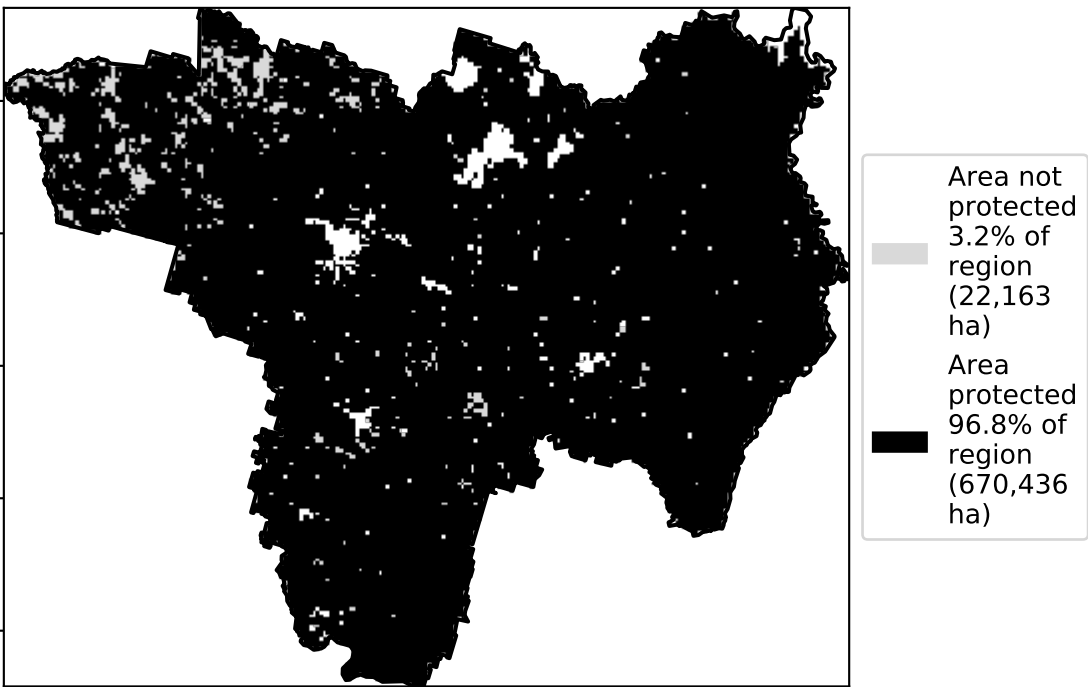 Area not
protected
3.2% of
region
(22,163
ha)
Area
protected
96.8% of
region
(670,436
ha)